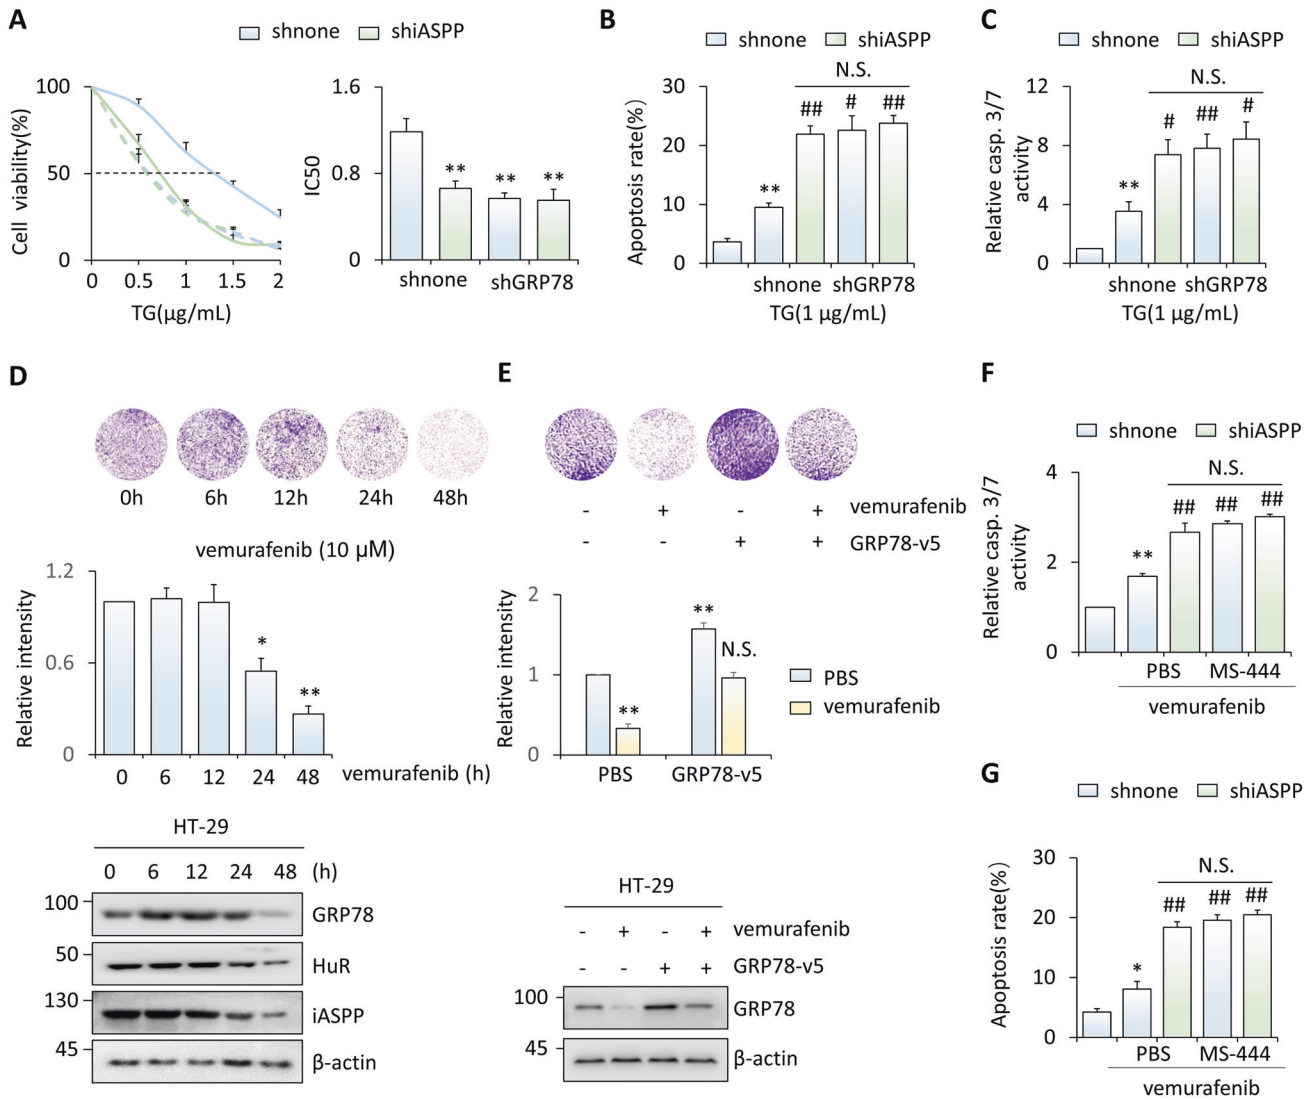 A
shnone shiASPP
Cell viability(%)
100
50
0
0 0.5 1 1.5 2
TG(μg/mL)
IC50
1.6
0.8
0
** ** **
shnone shGRP78
B
shnone shiASPP
N.S.
Apoptosis rate(%)
30
20
10
0
** ## # ##
shnone shGRP78
TG(1 μg/mL)
C
shnone shiASPP
N.S.
Relative casp. 3/7
activity
12
8
4
0
** # ## #
shnone shGRP78
TG(1 μg/mL)
D
0h 6h 12h 24h 48h
vemurafenib (10 μM)
Relative intensity
1.2
0.6
0
* **
0 6 12 24 48 vemurafenib (h)
HT-29
0 6 12 24 48 (h)
100 GRP78
50 HuR
130 iASPP
45 β-actin
E
- + - + vemurafenib
- - + + GRP78-v5
Relative intensity
2
1
0
** ** N.S.
PBS GRP78-v5
PBS
vemurafenib
HT-29
- + - + vemurafenib
- - + + GRP78-v5
100 GRP78
45 β-actin
F
shnone shiASPP
N.S.
Relative casp. 3/7
activity
4
2
0
** ## ## ##
PBS MS-444
vemurafenib
G
shnone shiASPP
N.S.
Apoptosis rate(%)
30
20
10
0
* ## ## ##
PBS MS-444
vemurafenib